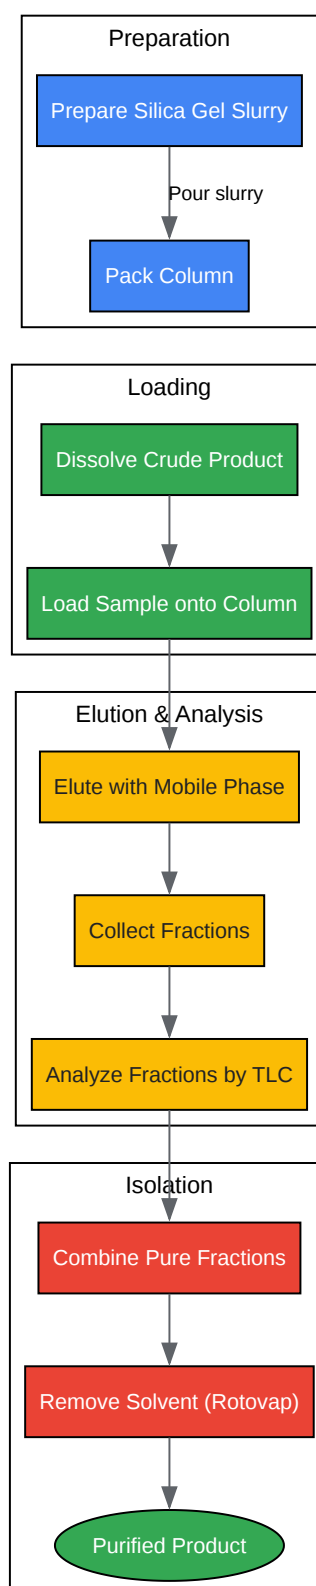 Preparation
Prepare Silica Gel Slurry
Pour slurry
Pack Column
Loading
Dissolve Crude Product
Load Sample onto Column
Elution & Analysis
Elute with Mobile Phase
Collect Fractions
Analyze Fractions by TLC
Isolation
Combine Pure Fractions
Remove Solvent (Rotovap)
Purified Product